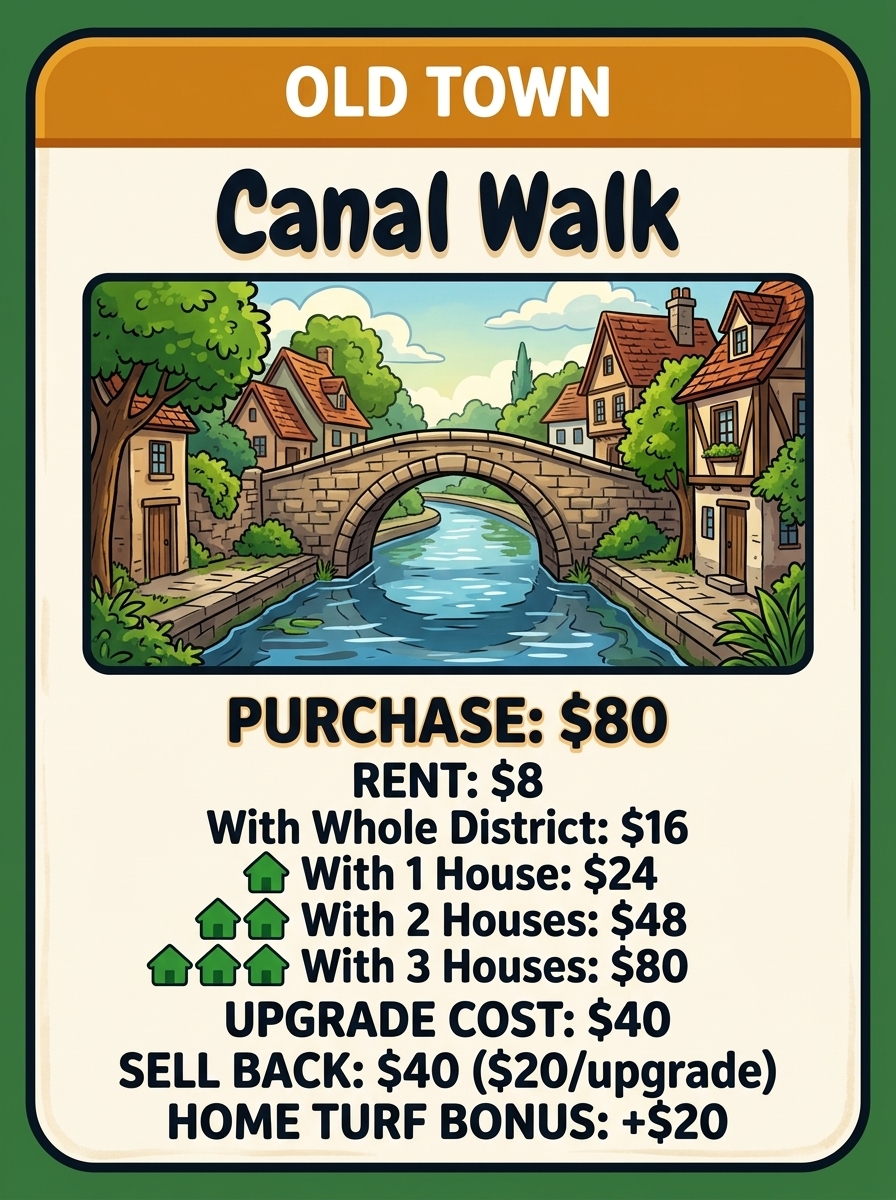 OLD TOWN
Canal Walk
PURCHASE: $80
RENT: $8
With Whole District: $16
With 1 House: $24
With 2 Houses: $48
With 3 Houses: $80
UPGRADE COST: $40
SELL BACK: $40 ($20/upgrade)
HOME TURF BONUS: +$20